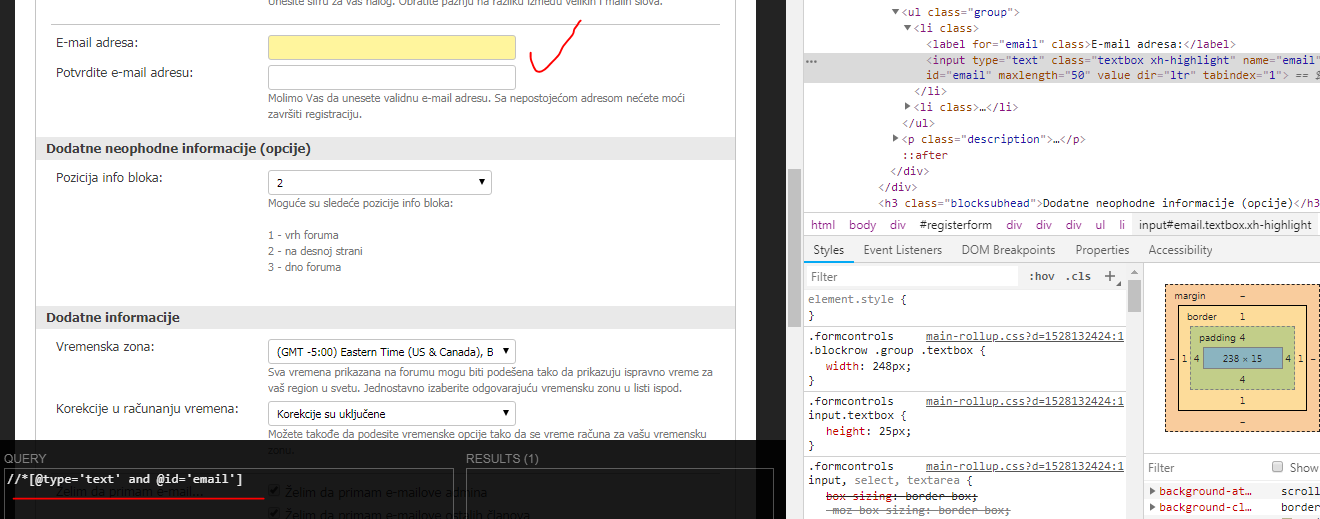 Unesite šifru za vaš nalog. Obratite pažnju na razliku između velikih i malih slova.
E-mail adresa:
Potvrdite e-mail adresu:
Molimo Vas da unesete validnu e-mail adresu. Sa nepostojećom adresom nećete moći
završiti registraciju.
Dodatne neophodne informacije (opcije)
Pozicija info bloka:
2
Moguće su sledeće pozicije info bloka:
1 - vrh foruma
2 - na desnoj strani
3 - dno foruma
Dodatne informacije
Vremenska zona:
(GMT -5:00) Eastern Time (US & Canada), B
Sva vremena prikazana na forumu mogu biti podešena tako da prikazuju ispravno vreme za
vaš region u svetu. Jednostavno izaberite odgovarajuću vremensku zonu u listi ispod.
Korekcije u računanju vremena:
Korekcije su uključene
Možete takođe da podesite vremenske opcije tako da se vreme računa za vašu vremensku
zonu.
QUERY
//*[@type='text' and @id='email']
RESULTS (1)
Želim da primam e-mail...
Želim da primam e-mailove admina
Želim da primam e-mailove ostalih članova
<ul class="group">
<li class>
<label for="email" class>E-mail adresa:</label>
<input type="text" class="textbox xh-highlight" name="email"
id="email" maxlength="50" value dir="ltr" tabindex="1"> == $
</li>
<li class>…</li>
</ul>
<p class="description">…</p>
::after
</div>
</div>
<h3 class="blocksubhead">Dodatne neophodne informacije (opcije)</h3
html body div #registerform div div div ul li input#email.textbox.xh-highlight
Styles Event Listeners DOM Breakpoints Properties Accessibility
Filter :hov .cls +
element.style {
}
.formcontrols main-rollup.css?d=1528132424:1
.blockrow .group .textbox {
width: 248px;
}
.formcontrols main-rollup.css?d=1528132424:1
input.textbox {
height: 25px;
}
.formcontrols main-rollup.css?d=1528132424:1
input, select, textarea {
box-sizing: border-box;
-moz-box-sizing: border-box;
margin –
border 1
padding 4
– 1 4 238 × 15 4 1 –
4
1
–
Filter Show
background-at… scroll
background-cl… border